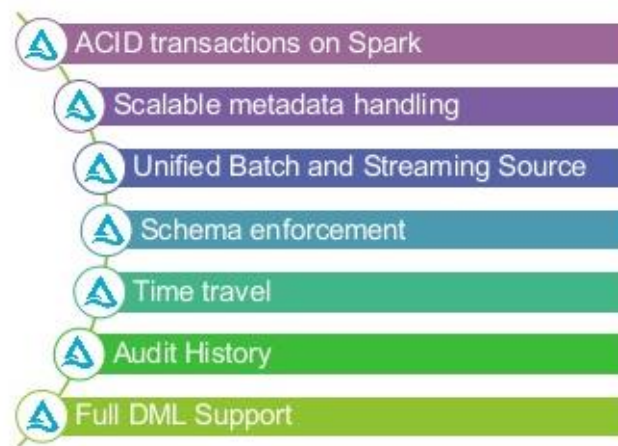 ACID transactions on Spark
Scalable metadata handling
Unified Batch and Streaming Source
Schema enforcement
Time travel
Audit History
Full DML Support